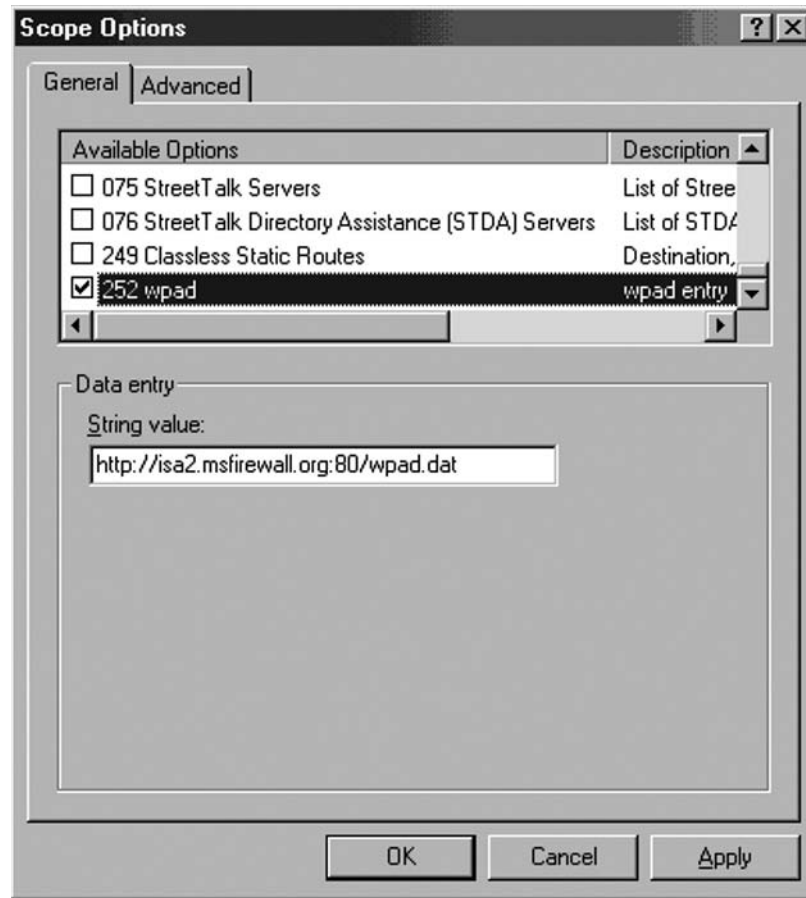 Scope Options
General Advanced
Available Options Description
075 StreetTalk Servers List of Stree
076 StreetTalk Directory Assistance (STDA) Servers List of STDA
249 Classless Static Routes Destination,
252 wpad wpad entry
Data entry
String value:
http://isa2.msfirewall.org:80/wpad.dat
OK Cancel Apply